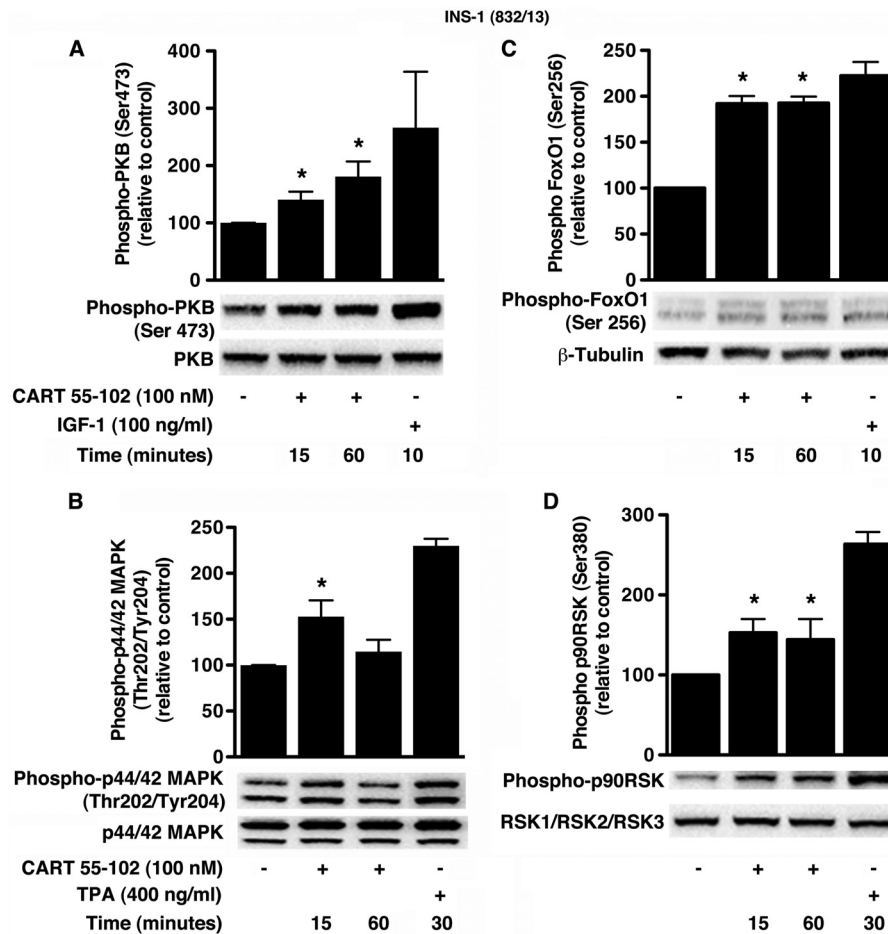 INS-1 (832/13)
A
Phospho-PKB (Ser473)
(relative to control)
400
300
200
100
0
Phospho-PKB
(Ser 473)
PKB
* *
CART 55-102 (100 nM) - + + -
IGF-1 (100 ng/ml) +
Time (minutes) 15 60 10
C
Phospho FoxO1 (Ser256)
(relative to control)
250
200
150
100
50
0
* *
Phospho-FoxO1
(Ser 256)
β-Tubulin
- + + -
+
15 60 10
B
Phospho-p44/42 MAPK
(Thr202/Tyr204)
(relative to control)
250
200
150
100
50
0
*
Phospho-p44/42 MAPK
(Thr202/Tyr204)
p44/42 MAPK
CART 55-102 (100 nM) - + + -
TPA (400 ng/ml) +
Time (minutes) 15 60 30
D
Phospho p90RSK (Ser380)
(relative to control)
300
200
100
0
* *
Phospho-p90RSK
RSK1/RSK2/RSK3
- + + -
+
15 60 30